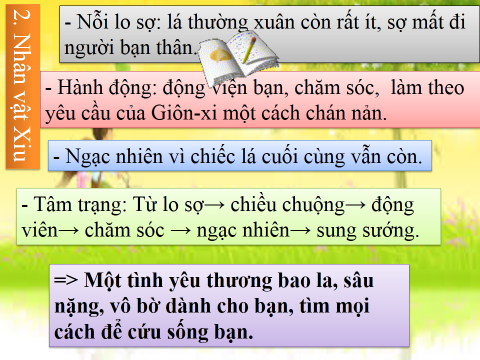 2. Nhân vật Xiu
- Nỗi lo sợ: lá thường xuân còn rất ít, sợ mất đi
người bạn thân.
- Hành động: động viện bạn, chăm sóc, làm theo
yêu cầu của Giôn-xi một cách chán nản.
- Ngạc nhiên vì chiếc lá cuối cùng vẫn còn.
- Tâm trạng: Từ lo sợ→ chiều chuộng→ động
viên→ chăm sóc → ngạc nhiên→ sung sướng.
=> Một tình yêu thương bao la, sâu
nặng, vô bờ dành cho bạn, tìm mọi
cách để cứu sống bạn.